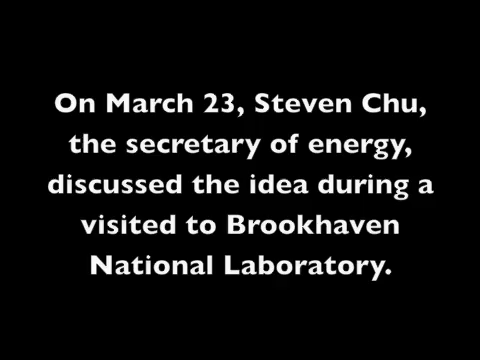 On March 23, Steven Chu,
the secretary of energy,
discussed the idea during a
visited to Brookhaven
National Laboratory.